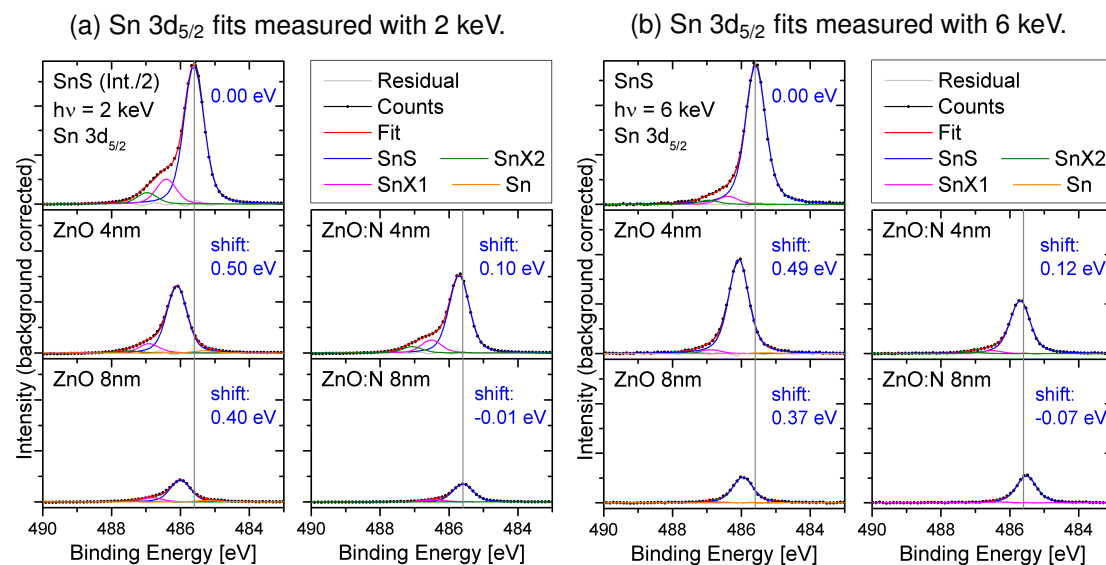 (a) Sn 3d5/2 fits measured with 2 keV.
SnS (Int./2)
hν = 2 keV
Sn 3d5/2
0.00 eV
Residual
Counts
Fit
SnS
SnX2
SnX1
Sn
ZnO 4nm
shift:
0.50 eV
ZnO:N 4nm
shift:
0.10 eV
ZnO 8nm
shift:
0.40 eV
ZnO:N 8nm
shift:
-0.01 eV
Intensity (background corrected)
490 488 486 484
490 488 486 484
Binding Energy [eV]
Binding Energy [eV]
(b) Sn 3d5/2 fits measured with 6 keV.
SnS
hν = 6 keV
Sn 3d5/2
0.00 eV
Residual
Counts
Fit
SnS
SnX2
SnX1
Sn
ZnO 4nm
shift:
0.49 eV
ZnO:N 4nm
shift:
0.12 eV
ZnO 8nm
shift:
0.37 eV
ZnO:N 8nm
shift:
-0.07 eV
Intensity (background corrected)
490 488 486 484
490 488 486 484
Binding Energy [eV]
Binding Energy [eV]